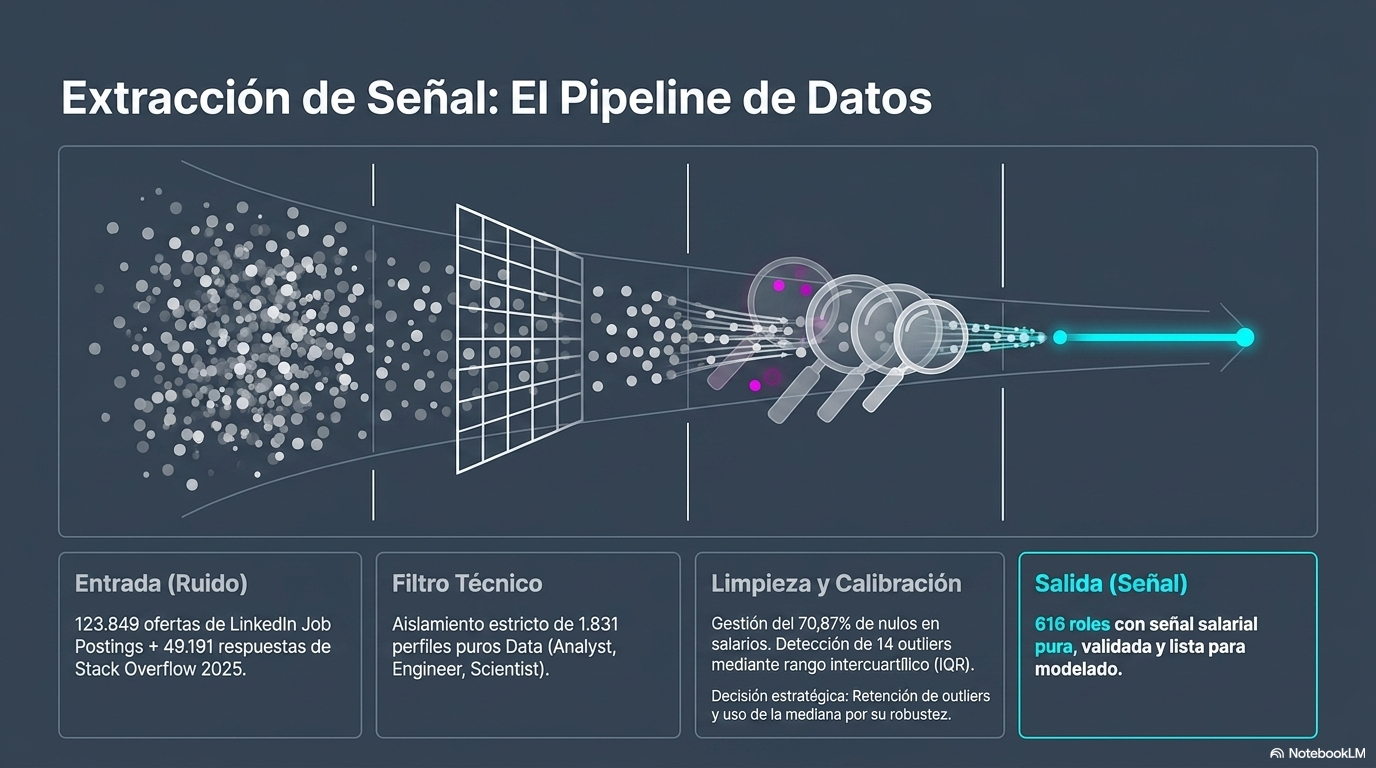 Extracción de Señal: El Pipeline de Datos
Entrada (Ruido)
123.849 ofertas de LinkedIn Job
Postings + 49.191 respuestas de
Stack Overflow 2025.
Filtro Técnico
Aislamiento estricto de 1.831
perfiles puros Data (Analyst,
Engineer, Scientist).
Limpieza y Calibración
Gestión del 70,87% de nulos en
salarios. Detección de 14 outliers
mediante rango intercuartílico (IQR).
Decisión estratégica: Retención de outliers
y uso de la mediana por su robustez.
Salida (Señal)
616 roles con señal salarial
pura, validada y lista para
modelado.
NotebookLM